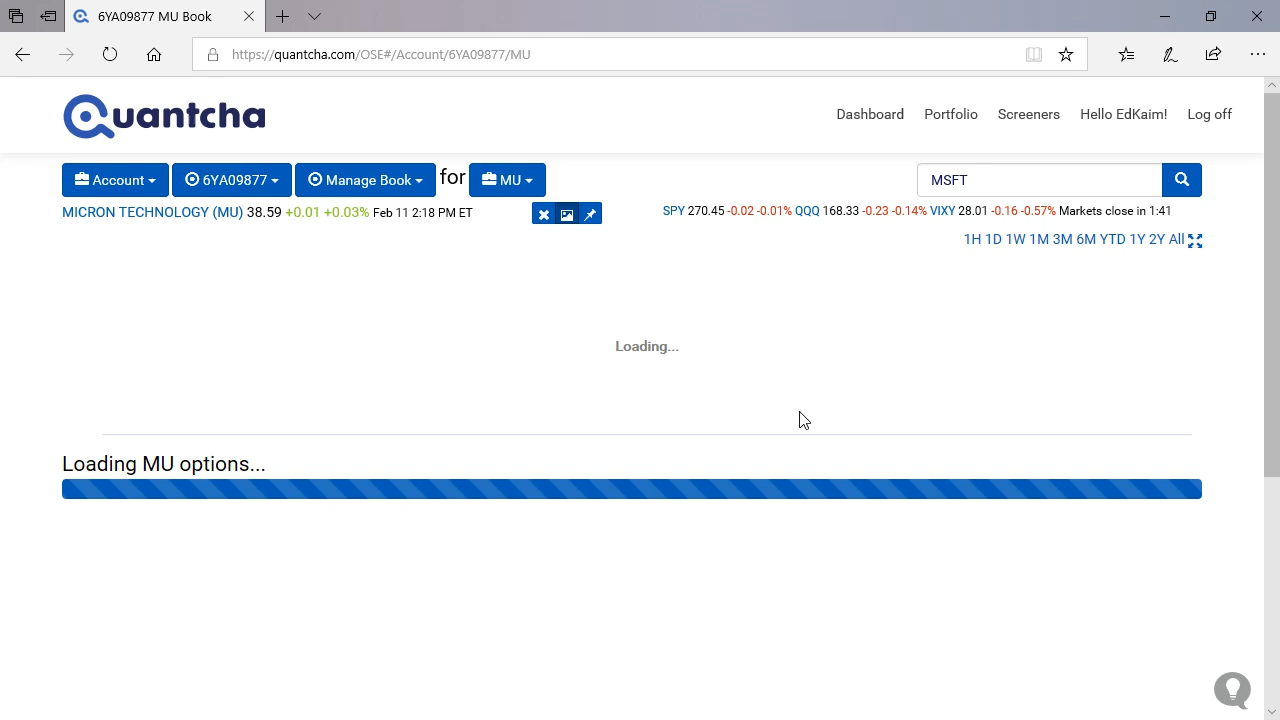 6YA09877 MU Book
https://quantcha.com/OSE#/Account/6YA09877/MU
Quantcha
Dashboard Portfolio Screeners Hello EdKaim! Log off
Account 6YA09877 Manage Book for MU MSFT
MICRON TECHNOLOGY (MU) 38.59 +0.01 +0.03% Feb 11 2:18 PM ET SPY 270.45 -0.02 -0.01% QQQ 168.33 -0.23 -0.14% VIXY 28.01 -0.16 -0.57% Markets close in 1:41
1H 1D 1W 1M 3M 6M YTD 1Y 2Y All
Loading...
Loading MU options...